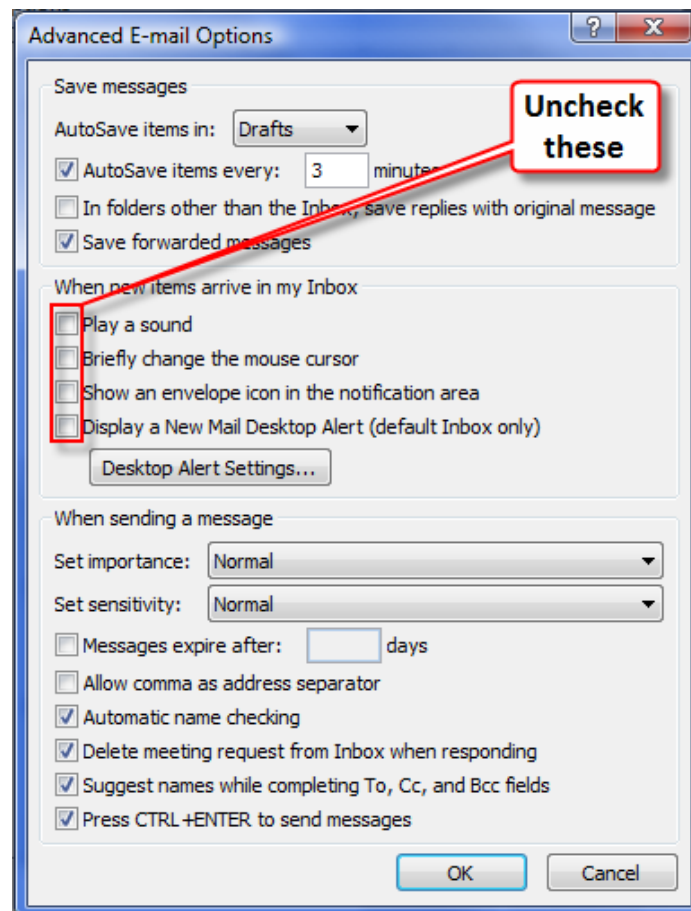 Advanced E-mail Options
Save messages
Uncheck
these
AutoSave items in: Drafts
AutoSave items every: 3 minutes
In folders other than the Inbox, save replies with original message
Save forwarded messages
When new items arrive in my Inbox
Play a sound
Briefly change the mouse cursor
Show an envelope icon in the notification area
Display a New Mail Desktop Alert (default Inbox only)
Desktop Alert Settings...
When sending a message
Set importance: Normal
Set sensitivity: Normal
Messages expire after: days
Allow comma as address separator
Automatic name checking
Delete meeting request from Inbox when responding
Suggest names while completing To, Cc, and Bcc fields
Press CTRL+ENTER to send messages
OK Cancel